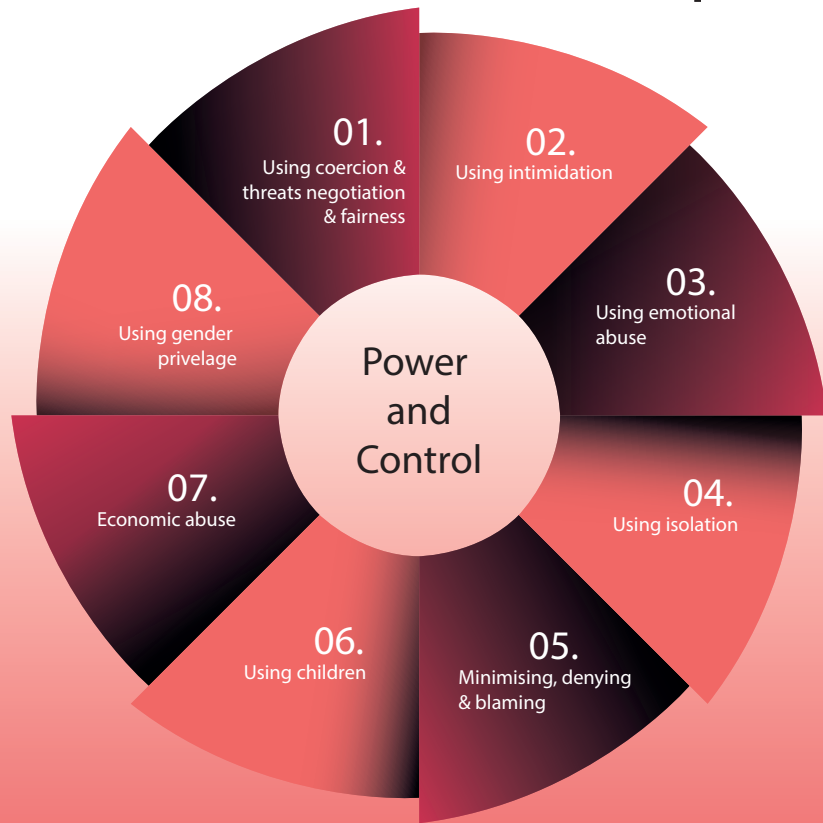 01.
Using coercion &
threats negotiation
& fairness
02.
Using intimidation
03.
Using emotional
abuse
04.
Using isolation
05.
Minimising, denying
& blaming
06.
Using children
07.
Economic abuse
08.
Using gender
privelage
Power
and
Control